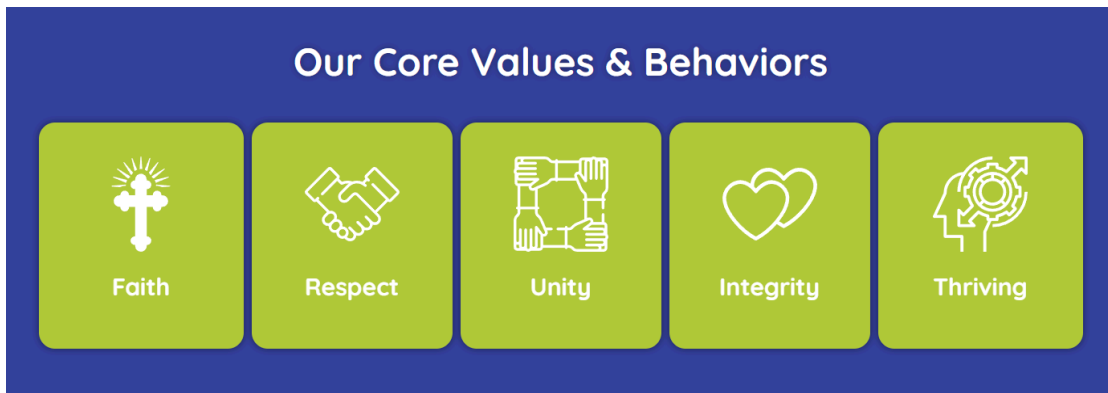 Our Core Values & Behaviors
Faith
Respect
Unity
Integrity
Thriving